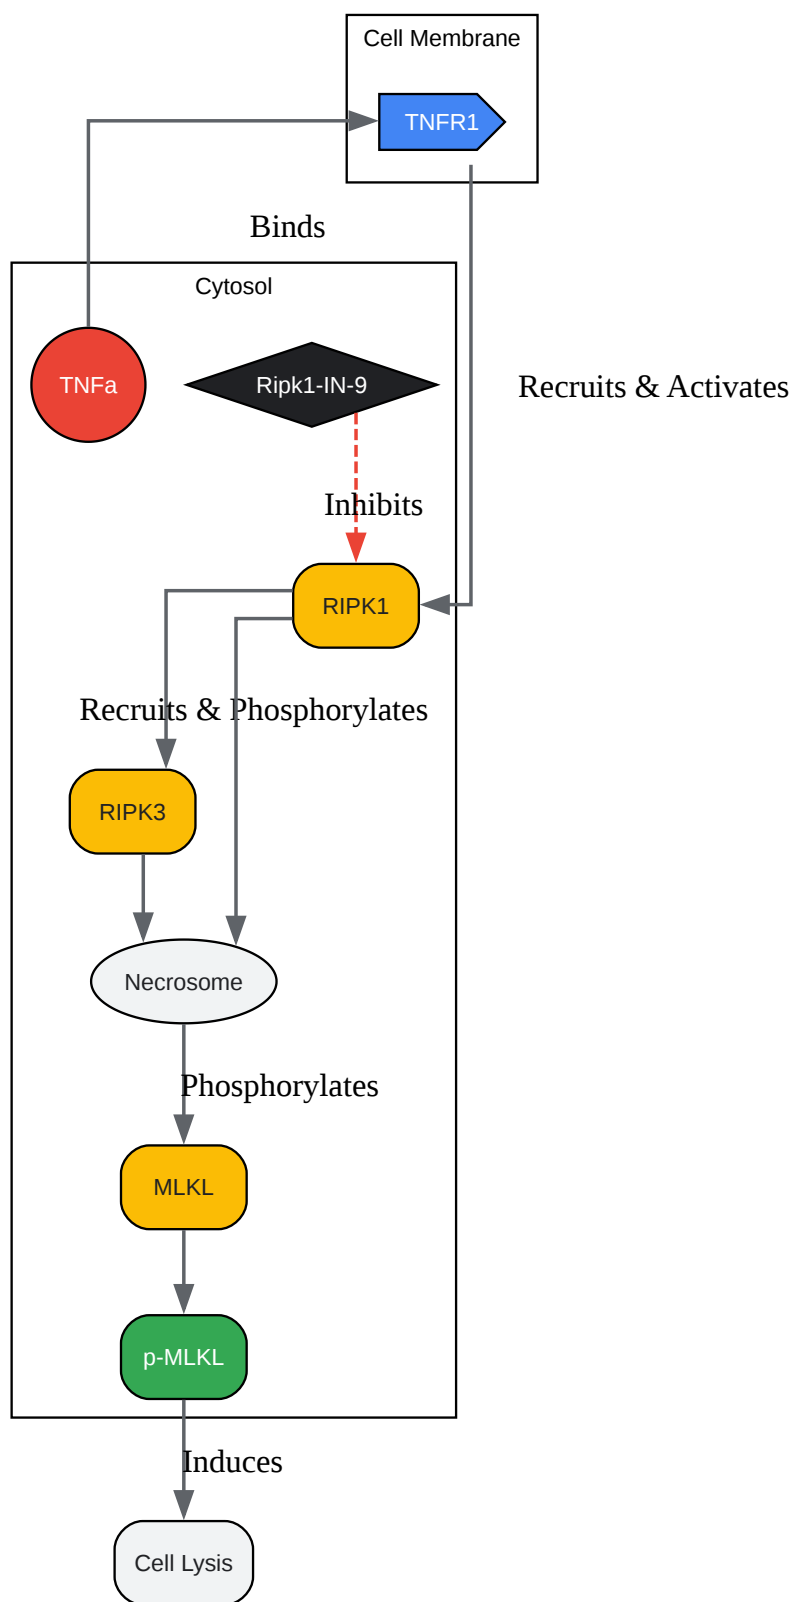 Cell Membrane
TNFR1
Binds
Cytosol
TNFa
Ripk1-IN-9
Recruits & Activates
Inhibits
RIPK1
Recruits & Phosphorylates
RIPK3
Necrosome
Phosphorylates
MLKL
p-MLKL
Induces
Cell Lysis